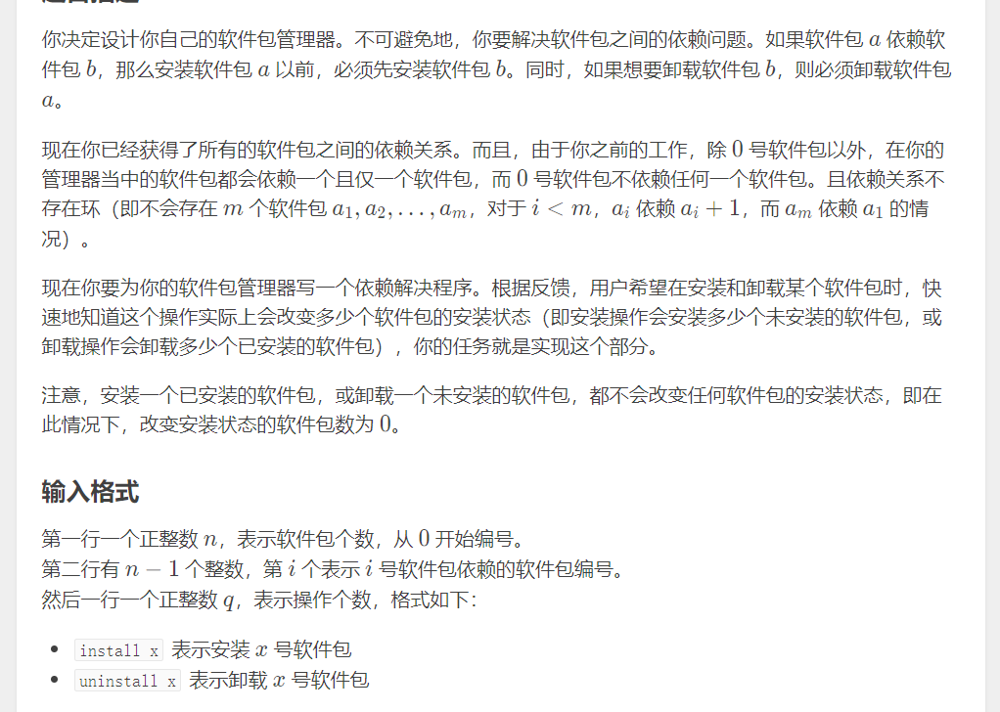 你决定设计你自己的软件包管理器。不可避免地，你要解决软件包之间的依赖问题。如果软件包 a 依赖软
件包 b，那么安装软件包 a 以前，必须先安装软件包 b。同时，如果想要卸载软件包 b，则必须卸载软件包
a。
现在你已经获得了所有的软件包之间的依赖关系。而且，由于你之前的工作，除 0 号软件包以外，在你的
管理器当中的软件包都会依赖一个且仅一个软件包，而 0 号软件包不依赖任何一个软件包。且依赖关系不
存在环（即不会存在 m 个软件包 a₁, a₂, . . . , aₘ，对于 i < m，aᵢ 依赖 aᵢ + 1，而 aₘ 依赖 a₁ 的情
况）。
现在你要为你的软件包管理器写一个依赖解决程序。根据反馈，用户希望在安装和卸载某个软件包时，快
速地知道这个操作实际上会改变多少个软件包的安装状态（即安装操作会安装多少个未安装的软件包，或
卸载操作会卸载多少个已安装的软件包），你的任务就是实现这个部分。
注意，安装一个已安装的软件包，或卸载一个未安装的软件包，都不会改变任何软件包的安装状态，即在
此情况下，改变安装状态的软件包数为 0。
输入格式
第一行一个正整数 n，表示软件包个数，从 0 开始编号。
第二行有 n − 1 个整数，第 i 个表示 i 号软件包依赖的软件包编号。
然后一行一个正整数 q，表示操作个数，格式如下：
• install x 表示安装 x 号软件包
• uninstall x 表示卸载 x 号软件包